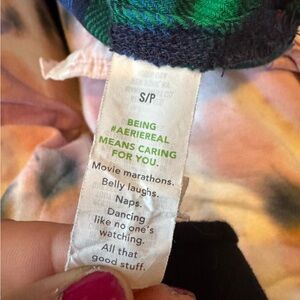 S/P
BEING
#AERIEREAL
MEANS CARING
FOR YOU.
Movie marathons.
Belly laughs.
Naps.
Dancing
like no one's
watching.
All that
good stuff.